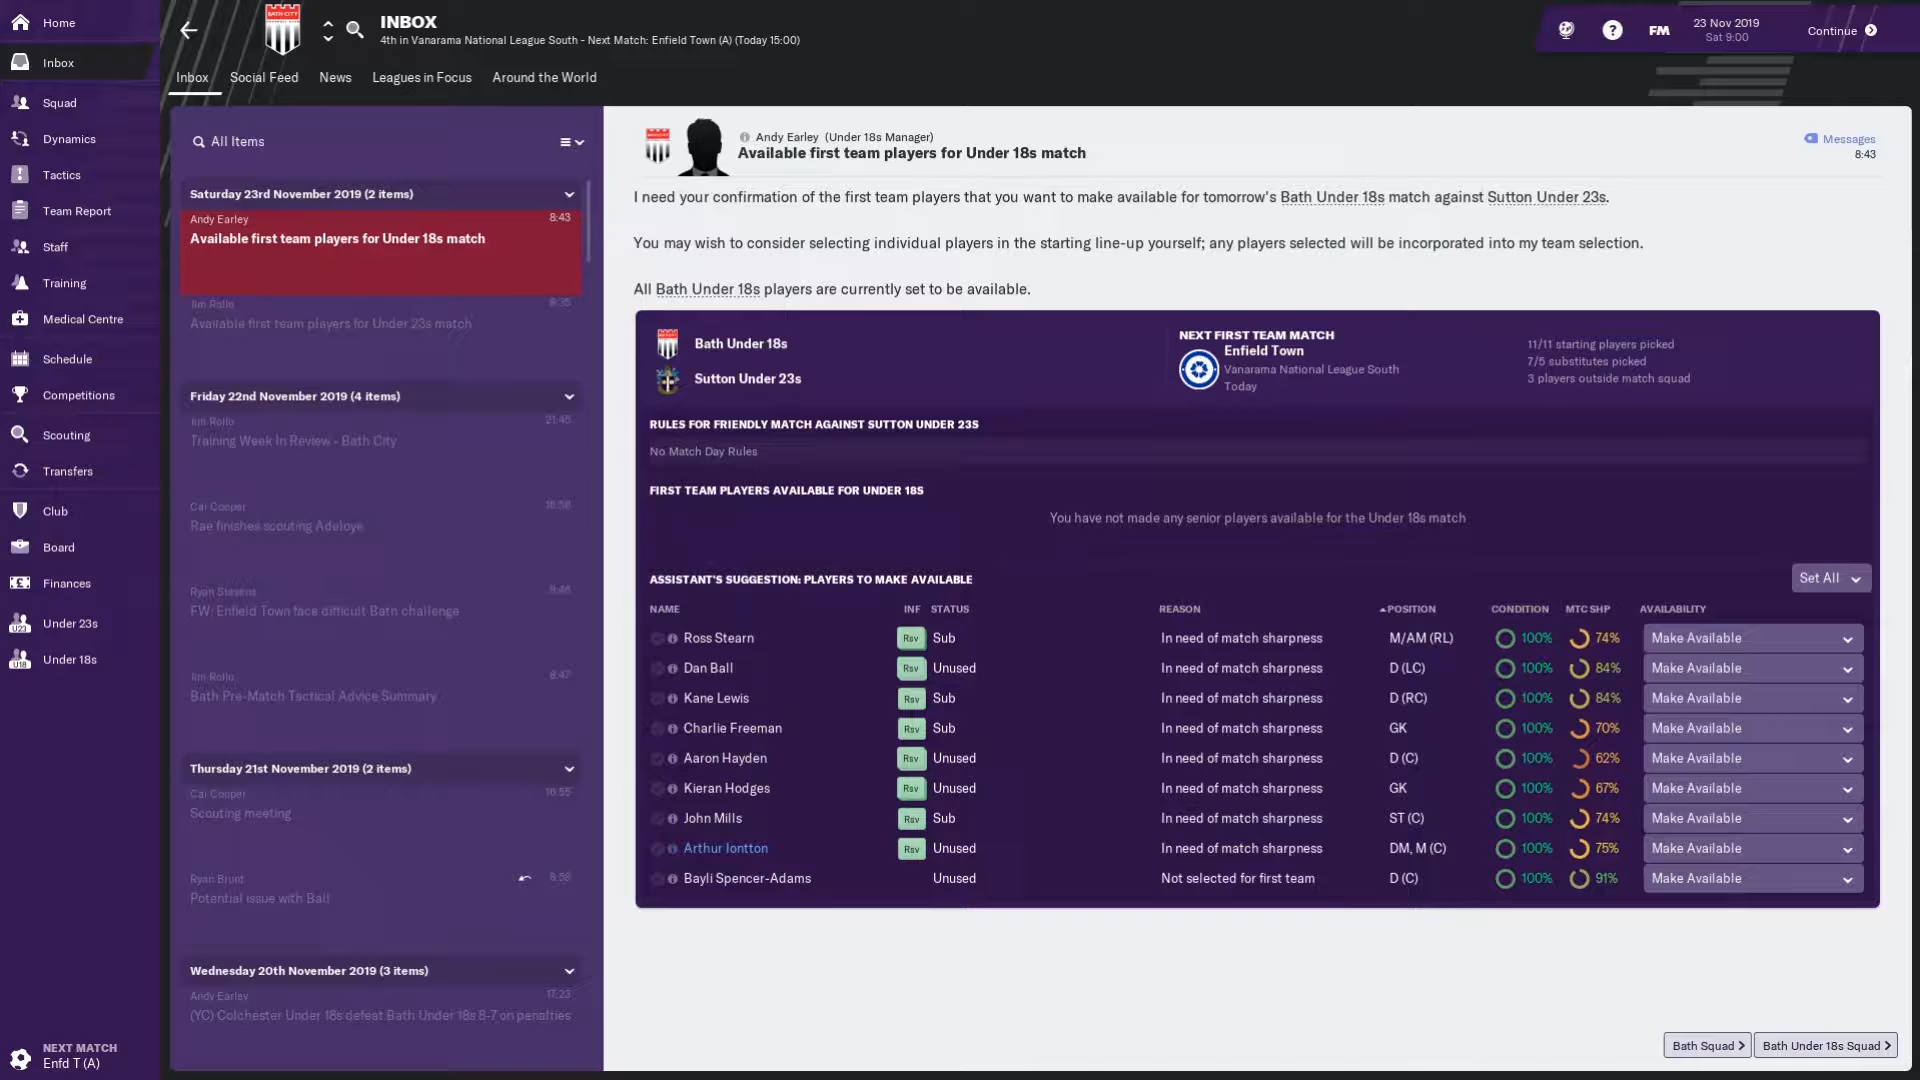 Home
Inbox
Squad
Dynamics
Tactics
Team Report
Staff
Training
Medical Centre
Schedule
Competitions
Scouting
Transfers
Club
Board
Finances
Under 23s
Under 18s
NEXT MATCH
Enfd T (A)
INBOX
4th in Vanarama National League South - Next Match: Enfield Town (A) (Today 15:00)
FM
23 Nov 2019
Sat 9:00
Continue
Inbox Social Feed News Leagues in Focus Around the World
All Items
Saturday 23rd November 2019 (2 items)
Andy Earley 8:43
Available first team players for Under 18s match
Jim Rollo 8:35
Available first team players for Under 23s match
Friday 22nd November 2019 (4 items)
Jim Rollo 21:45
Training Week In Review - Bath City
Cai Cooper 16:58
Rae finishes scouting Adeloye
Ryan Stevens 9:46
FW: Enfield Town face difficult Bath challenge
Jim Rollo 8:47
Bath Pre-Match Tactical Advice Summary
Thursday 21st November 2019 (2 items)
Cai Cooper 16:55
Scouting meeting
Ryan Brunt 8:58
Potential issue with Ball
Wednesday 20th November 2019 (3 items)
Andy Earley 17:23
(YC) Colchester Under 18s defeat Bath Under 18s 8-7 on penalties
Andy Earley (Under 18s Manager)
Available first team players for Under 18s match
Messages
8:43
I need your confirmation of the first team players that you want to make available for tomorrow's Bath Under 18s match against Sutton Under 23s.
You may wish to consider selecting individual players in the starting line-up yourself; any players selected will be incorporated into my team selection.
All Bath Under 18s players are currently set to be available.
Bath Under 18s
Sutton Under 23s
NEXT FIRST TEAM MATCH
Enfield Town
Vanarama National League South
Today
11/11 starting players picked
7/5 substitutes picked
3 players outside match squad
RULES FOR FRIENDLY MATCH AGAINST SUTTON UNDER 23S
No Match Day Rules
FIRST TEAM PLAYERS AVAILABLE FOR UNDER 18S
You have not made any senior players available for the Under 18s match
ASSISTANT'S SUGGESTION: PLAYERS TO MAKE AVAILABLE
Set All
NAME INF STATUS REASON POSITION CONDITION MTC SHP AVAILABILITY
Ross Stearn Rsv Sub In need of match sharpness M/AM (RL) 100% 74% Make Available
Dan Ball Rsv Unused In need of match sharpness D (LC) 100% 84% Make Available
Kane Lewis Rsv Sub In need of match sharpness D (RC) 100% 84% Make Available
Charlie Freeman Rsv Sub In need of match sharpness GK 100% 70% Make Available
Aaron Hayden Rsv Unused In need of match sharpness D (C) 100% 62% Make Available
Kieran Hodges Rsv Unused In need of match sharpness GK 100% 67% Make Available
John Mills Rsv Sub In need of match sharpness ST (C) 100% 74% Make Available
Arthur Iontton Rsv Unused In need of match sharpness DM, M (C) 100% 75% Make Available
Bayli Spencer-Adams Unused Not selected for first team D (C) 100% 91% Make Available
Bath Squad
Bath Under 18s Squad